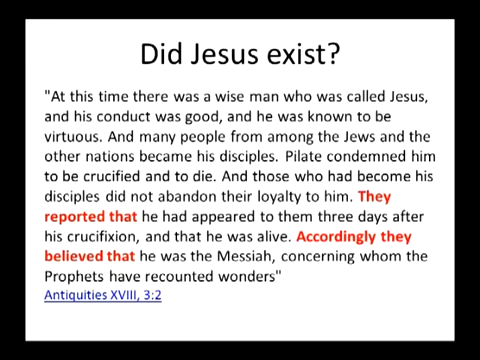 Did Jesus exist?
"At this time there was a wise man who was called Jesus,
and his conduct was good, and he was known to be
virtuous. And many people from among the Jews and the
other nations became his disciples. Pilate condemned him
to be crucified and to die. And those who had become his
disciples did not abandon their loyalty to him. They
reported that he had appeared to them three days after
his crucifixion, and that he was alive. Accordingly they
believed that he was the Messiah, concerning whom the
Prophets have recounted wonders"
Antiquities XVIII, 3:2